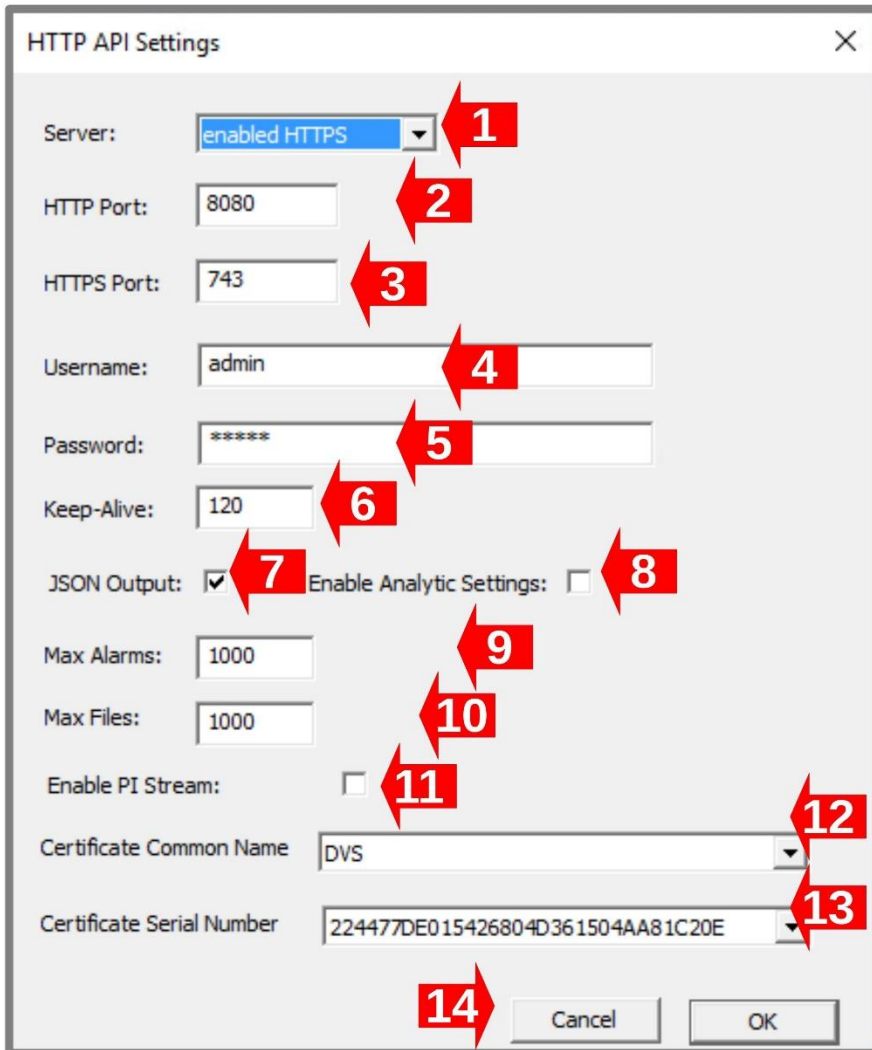 HTTP API Settings
Server: enabled HTTPS 1
HTTP Port: 8080 2
HTTPS Port: 743 3
Username: admin 4
Password: ***** 5
Keep-Alive: 120 6
JSON Output: 7 Enable Analytic Settings: 8
Max Alarms: 1000 9
Max Files: 1000 10
Enable PI Stream: 11
Certificate Common Name DVS 12
Certificate Serial Number 224477DE015426804D361504AA81C20E 13
14 Cancel OK